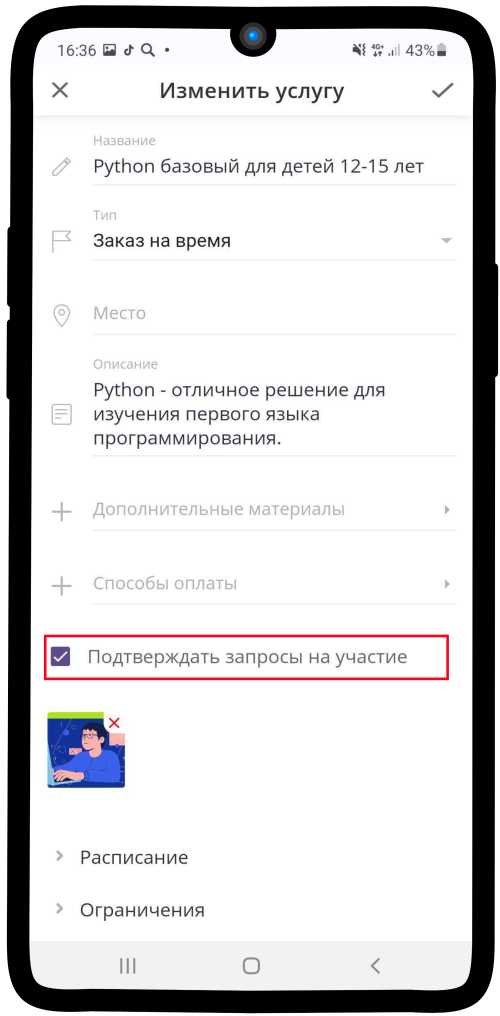 16:36
4G+
43%
Изменить услугу
Название
Python базовый для детей 12-15 лет
Тип
Заказ на время
Место
Описание
Python - отличное решение для
изучения первого языка
программирования.
Дополнительные материалы
Способы оплаты
Подтверждать запросы на участие
Расписание
Ограничения